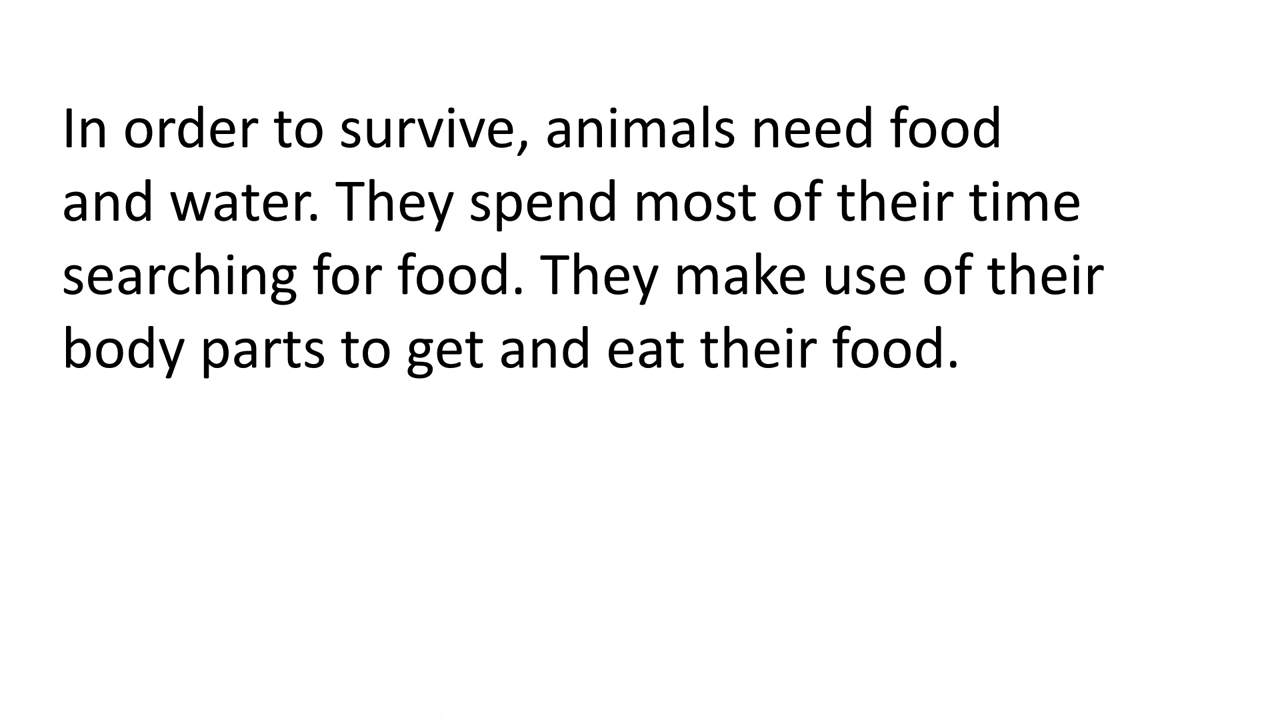 In order to survive, animals need food
and water. They spend most of their time
searching for food. They make use of their
body parts to get and eat their food.